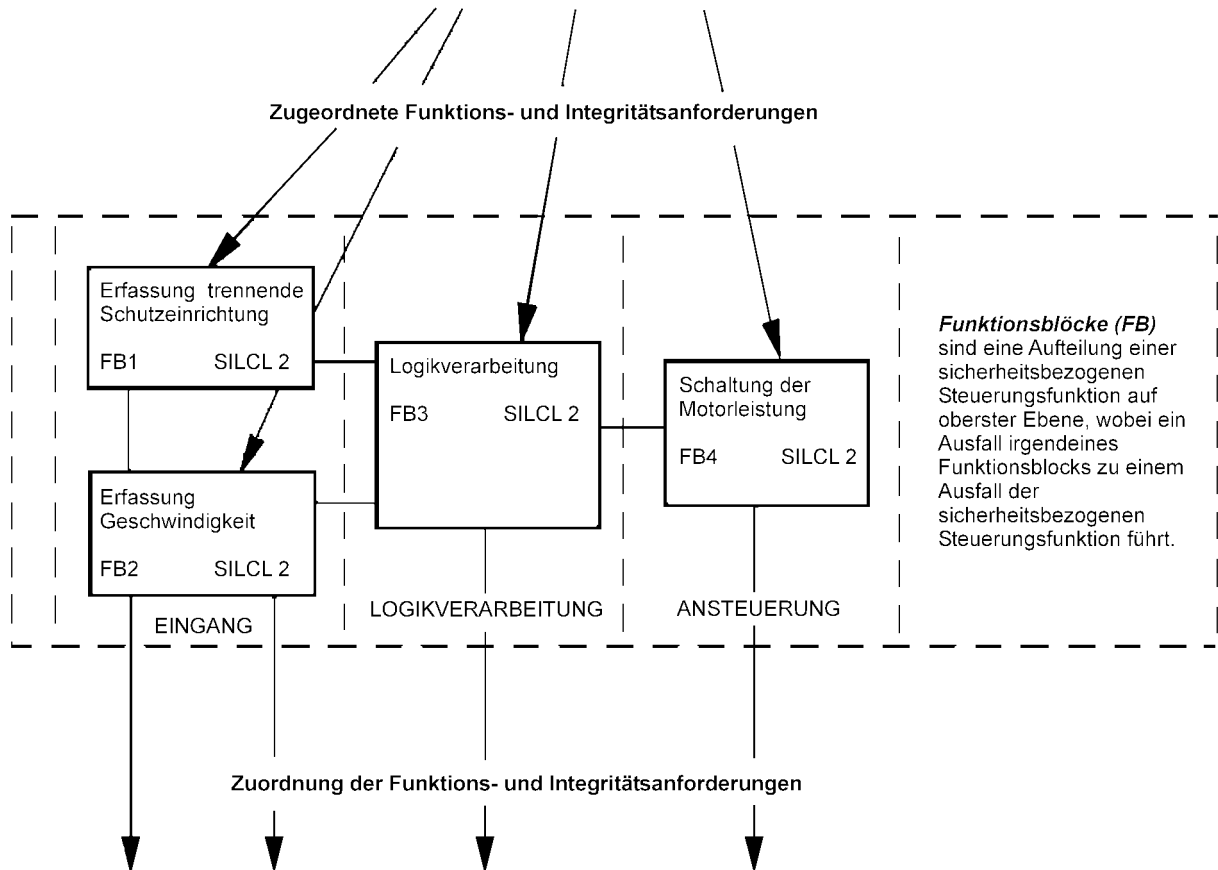 Zugeordnete Funktions- und Integritätsanforderungen
Erfassung trennende
Schutzeinrichtung
FB1 SILCL 2
Erfassung
Geschwindigkeit
FB2 SILCL 2
EINGANG
Logikverarbeitung
FB3 SILCL 2
LOGIKVERARBEITUNG
Schaltung der
Motorleistung
FB4 SILCL 2
ANSTEUERUNG
Funktionsblöcke (FB)
sind eine Aufteilung einer
sicherheitsbezogenen
Steuerungsfunktion auf
oberster Ebene, wobei ein
Ausfall irgendeines
Funktionsblocks zu einem
Ausfall der
sicherheitsbezogenen
Steuerungsfunktion führt.
Zuordnung der Funktions- und Integritätsanforderungen